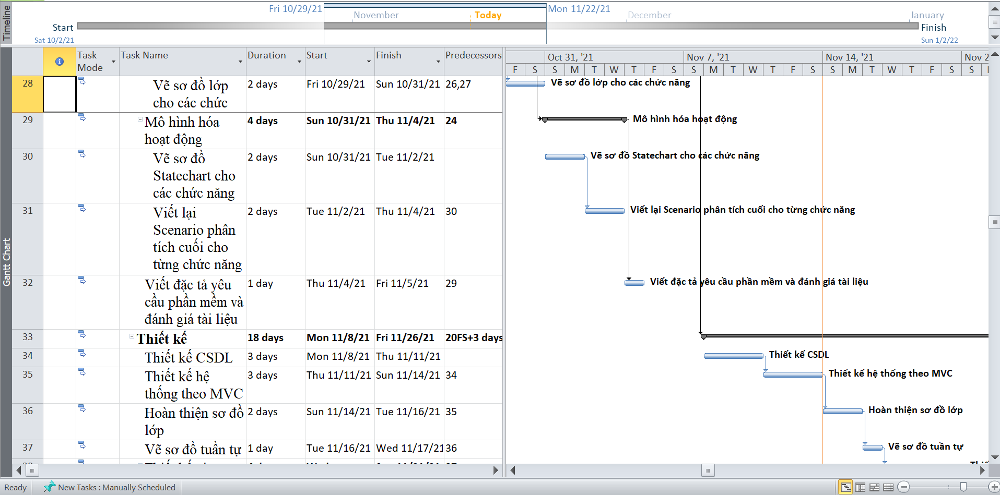 Timeline
Fri 10/29/21
Mon 11/22/21
November
Today
December
January
Start
Finish
Sat 10/2/21
Sun 1/2/22
Gantt Chart
Task Mode
Task Name
Duration
Start
Finish
Predecessors
Oct 31, '21
Nov 7, '21
Nov 14, '21
Nov 2
F S S M T W T F S S M T W T F S S M T W T F S S
28
Vẽ sơ đồ lớp
cho các chức
2 days
Fri 10/29/21
Sun 10/31/21
26,27
Vẽ sơ đồ lớp cho các chức năng
29
Mô hình hóa
hoạt động
4 days
Sun 10/31/21
Thu 11/4/21
24
Mô hình hóa hoạt động
30
Vẽ sơ đồ
Statechart cho
các chức năng
2 days
Sun 10/31/21
Tue 11/2/21
Vẽ sơ đồ Statechart cho các chức năng
31
Viết lại
Scenario phân
tích cuối cho
từng chức năng
2 days
Tue 11/2/21
Thu 11/4/21
30
Viết lại Scenario phân tích cuối cho từng chức năng
32
Viết đặc tả yêu
cầu phần mềm và
đánh giá tài liệu
1 day
Thu 11/4/21
Fri 11/5/21
29
Viết đặc tả yêu cầu phần mềm và đánh giá tài liệu
33
Thiết kế
18 days
Mon 11/8/21
Fri 11/26/21
20FS+3 days
34
Thiết kế CSDL
3 days
Mon 11/8/21
Thu 11/11/21
Thiết kế CSDL
35
Thiết kế hệ
thống theo MVC
3 days
Thu 11/11/21
Sun 11/14/21
34
Thiết kế hệ thống theo MVC
36
Hoàn thiện sơ đồ
lớp
2 days
Sun 11/14/21
Tue 11/16/21
35
Hoàn thiện sơ đồ lớp
37
Vẽ sơ đồ tuần tự
1 day
Tue 11/16/21
Wed 11/17/21
36
Vẽ sơ đồ tuần tự
Ready
New Tasks : Manually Scheduled